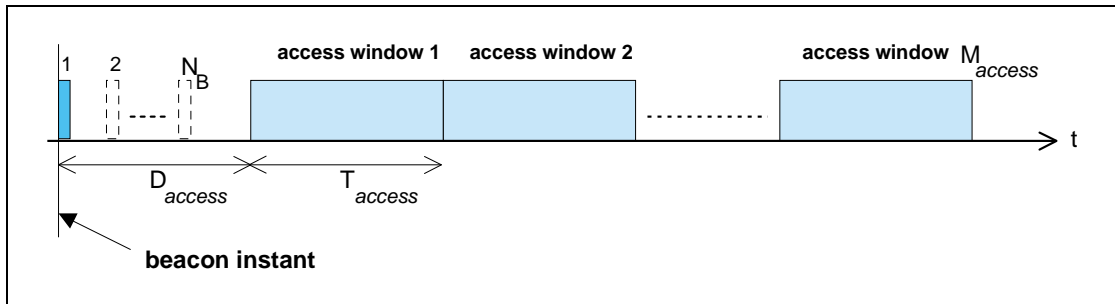 access window 1 access window 2 access window M access
1 2 N B
t
D access T access
beacon instant